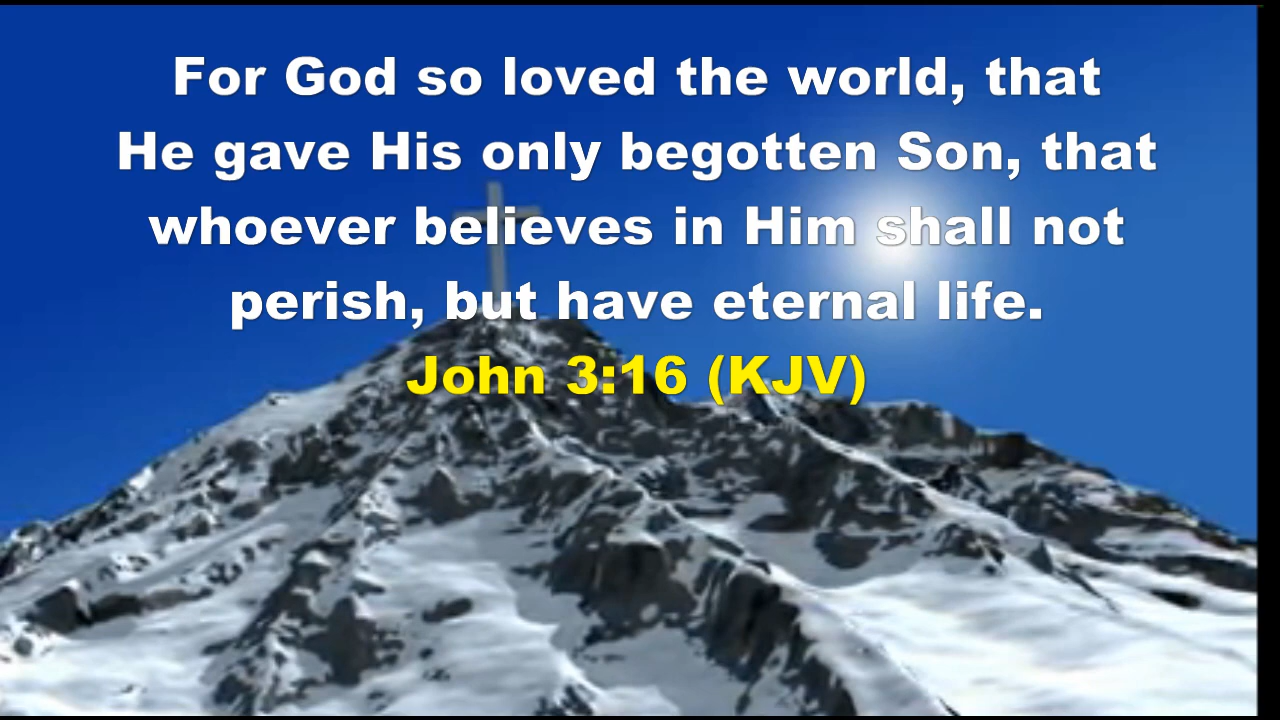 For God so loved the world, that
He gave His only begotten Son, that
whoever believes in Him shall not
perish, but have eternal life.
John 3:16 (KJV)